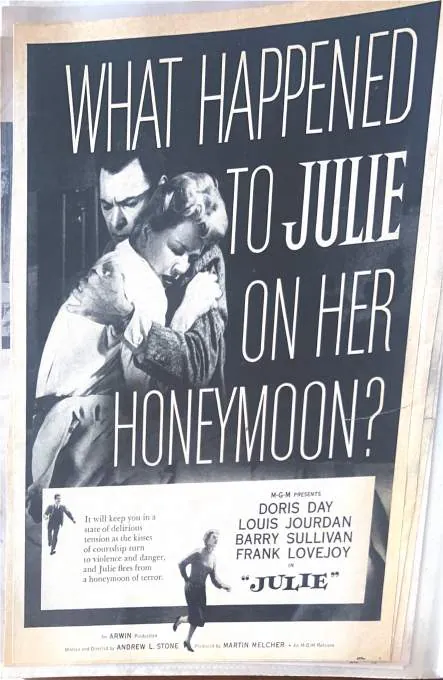 WHAT HAPPENED
TO JULIE
ON HER
HONEYMOON?
It will keep you in a
state of delirious
tension as the kisses
of courtship turn
to violence and danger,
and Julie flees from
a honeymoon of terror.
M-G-M PRESENTS
DORIS DAY
LOUIS JOURDAN
BARRY SULLIVAN
FRANK LOVEJOY
IN
"JULIE"
An ARWIN Production
Written and Directed by ANDREW L. STONE • Produced by MARTIN MELCHER • An M-G-M Release